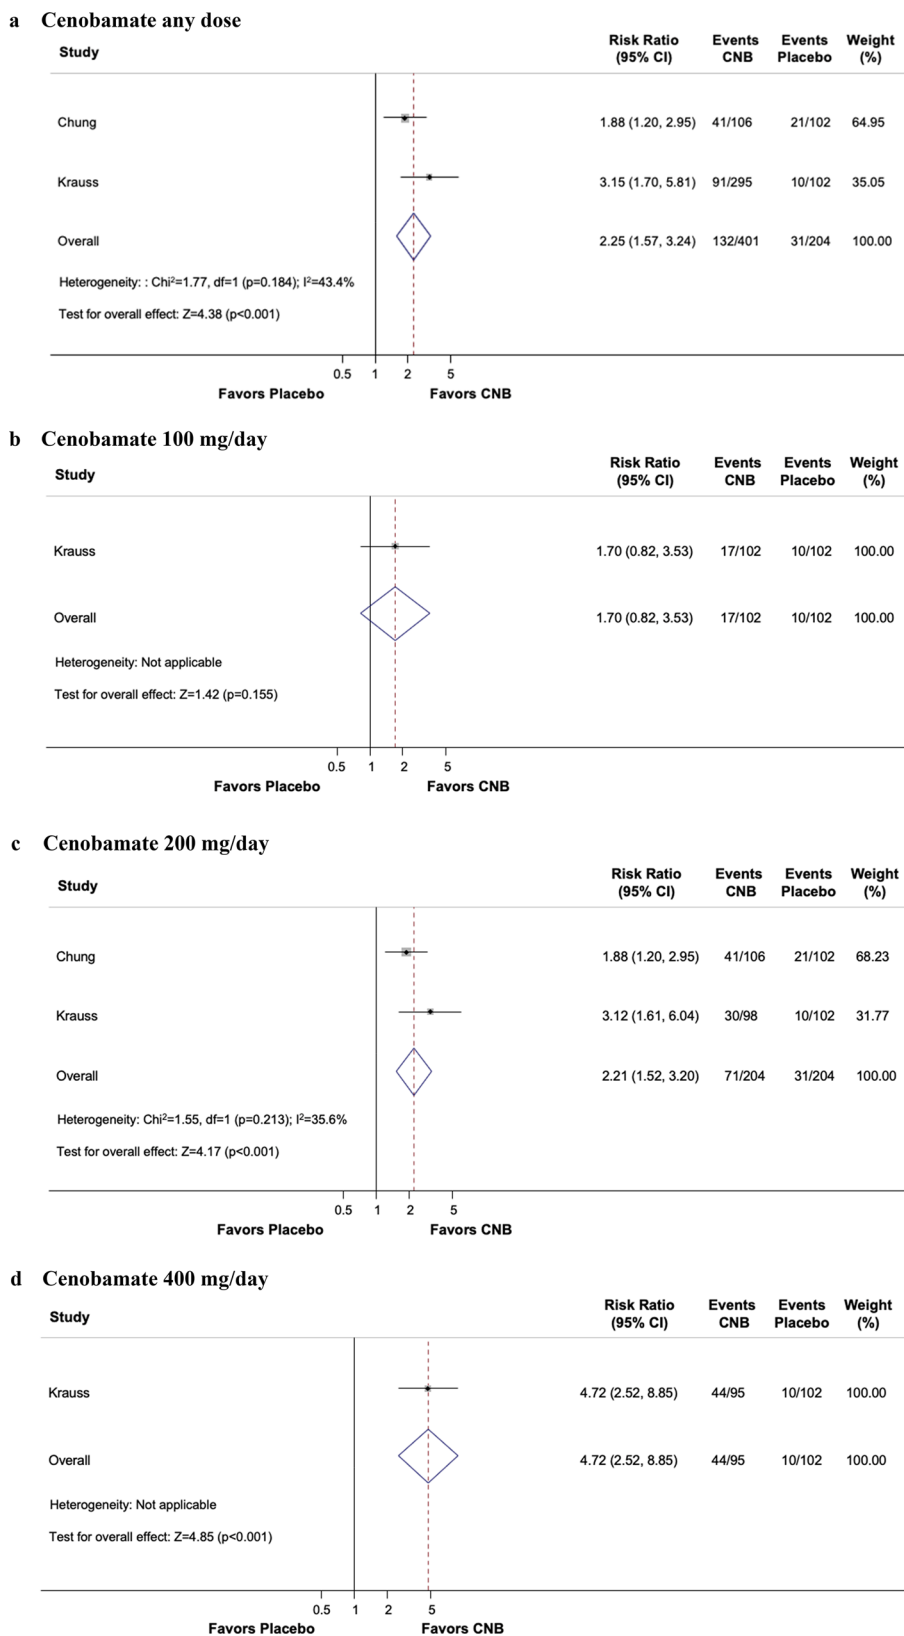 a Cenobamate any dose
Study Risk Ratio (95% CI) Events CNB Events Placebo Weight (%)
Chung 1.88 (1.20, 2.95) 41/106 21/102 64.95
Krauss 3.15 (1.70, 5.81) 91/295 10/102 35.05
Overall 2.25 (1.57, 3.24) 132/401 31/204 100.00
Heterogeneity: : Chi²=1.77, df=1 (p=0.184); I²=43.4%
Test for overall effect: Z=4.38 (p<0.001)
0.5 1 2 5
Favors Placebo Favors CNB
b Cenobamate 100 mg/day
Study Risk Ratio (95% CI) Events CNB Events Placebo Weight (%)
Krauss 1.70 (0.82, 3.53) 17/102 10/102 100.00
Overall 1.70 (0.82, 3.53) 17/102 10/102 100.00
Heterogeneity: Not applicable
Test for overall effect: Z=1.42 (p=0.155)
0.5 1 2 5
Favors Placebo Favors CNB
c Cenobamate 200 mg/day
Study Risk Ratio (95% CI) Events CNB Events Placebo Weight (%)
Chung 1.88 (1.20, 2.95) 41/106 21/102 68.23
Krauss 3.12 (1.61, 6.04) 30/98 10/102 31.77
Overall 2.21 (1.52, 3.20) 71/204 31/204 100.00
Heterogeneity: Chi²=1.55, df=1 (p=0.213); I²=35.6%
Test for overall effect: Z=4.17 (p<0.001)
0.5 1 2 5
Favors Placebo Favors CNB
d Cenobamate 400 mg/day
Study Risk Ratio (95% CI) Events CNB Events Placebo Weight (%)
Krauss 4.72 (2.52, 8.85) 44/95 10/102 100.00
Overall 4.72 (2.52, 8.85) 44/95 10/102 100.00
Heterogeneity: Not applicable
Test for overall effect: Z=4.85 (p<0.001)
0.5 1 2 5
Favors Placebo Favors CNB